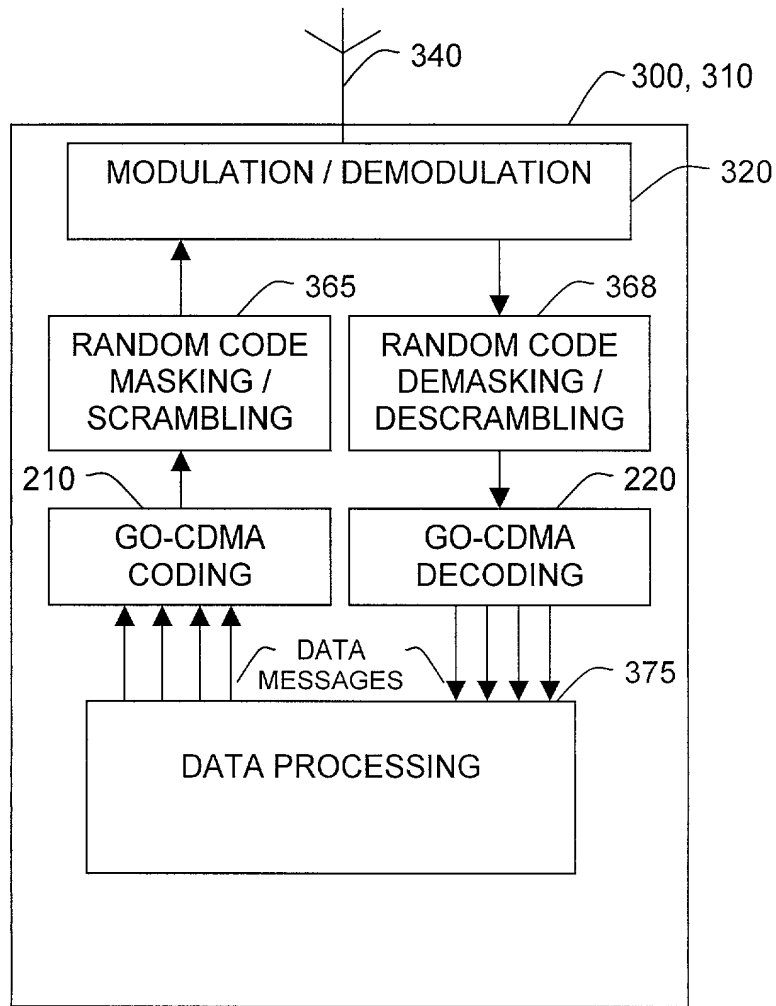 340
300, 310
MODULATION / DEMODULATION
320
365
368
RANDOM CODE
MASKING /
SCRAMBLING
RANDOM CODE
DEMASKING /
DESCRAMBLING
210
220
GO-CDMA
CODING
GO-CDMA
DECODING
DATA
MESSAGES
375
DATA PROCESSING